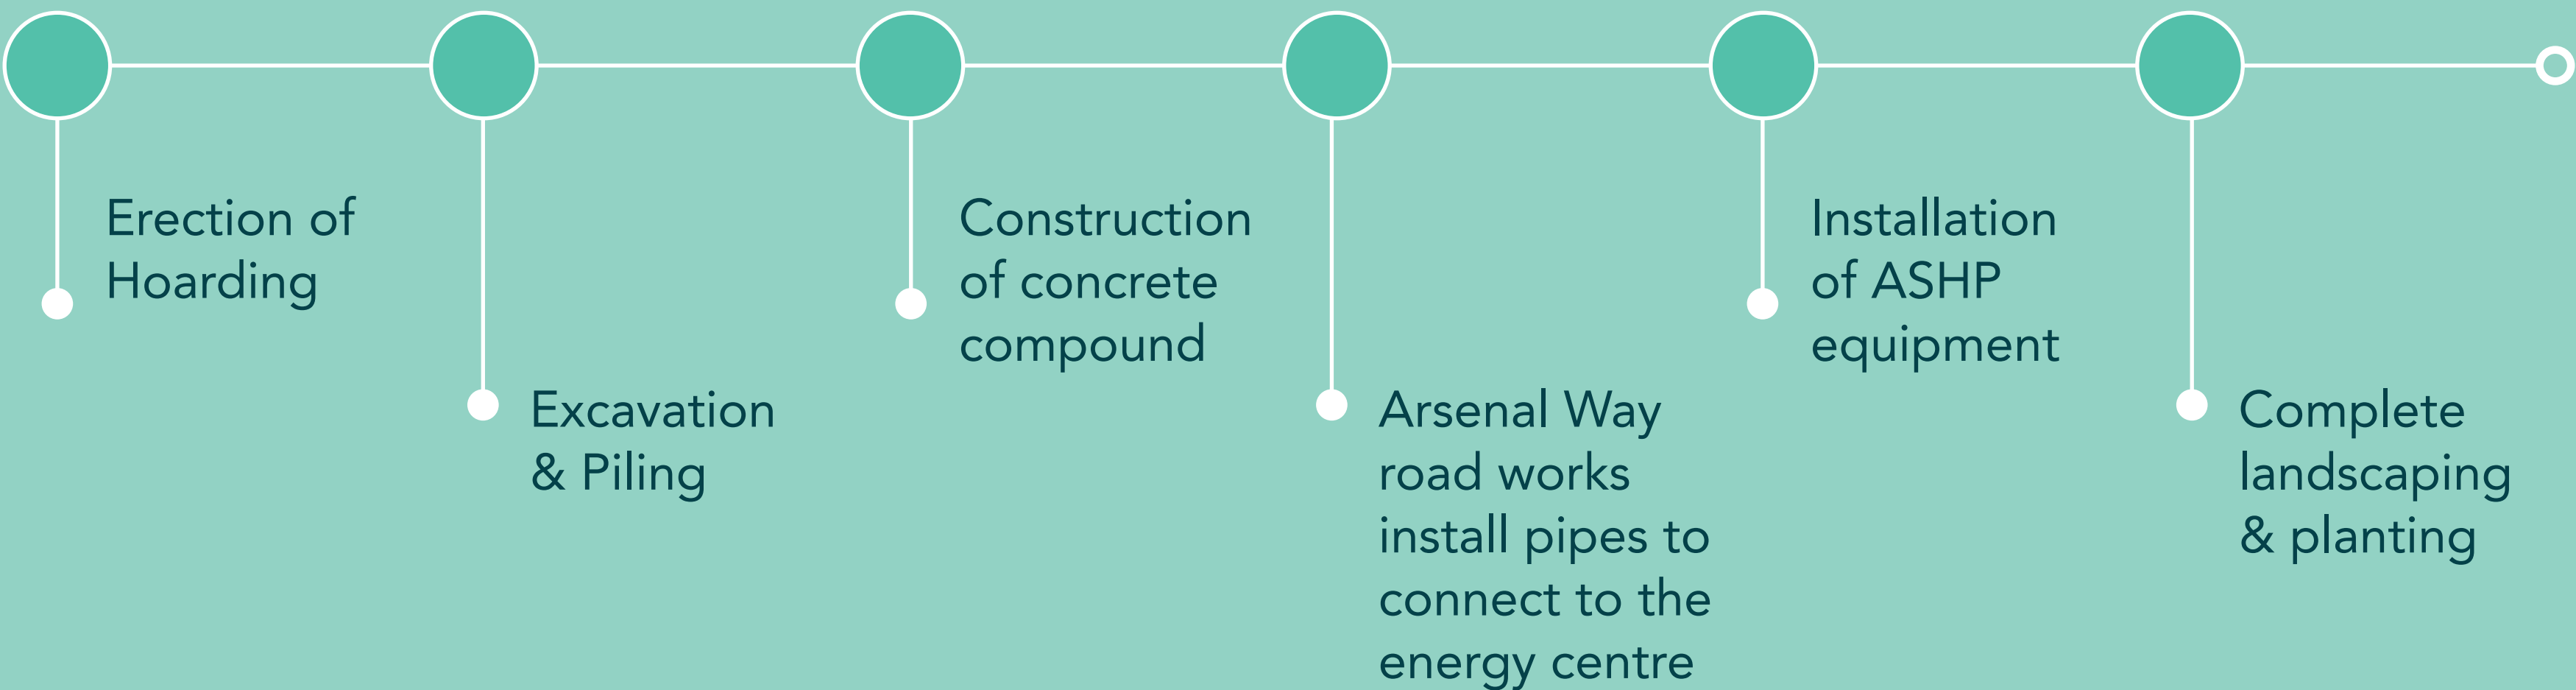 Erection of
Hoarding
Excavation
& Piling
Construction
of concrete
compound
Arsenal Way
road works
install pipes to
connect to the
energy centre
Installation
of ASHP
equipment
Complete
landscaping
& planting